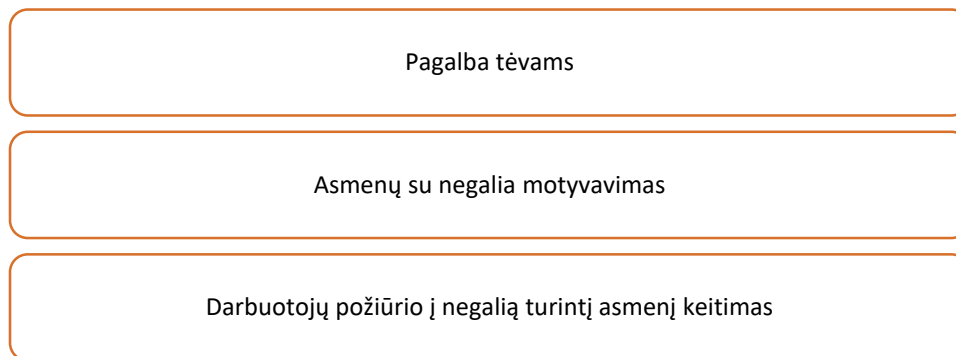 Pagalba tėvams
Asmenų su negalia motyvavimas
Darbuotojų požiūrio į negalią turintį asmenį keitimas